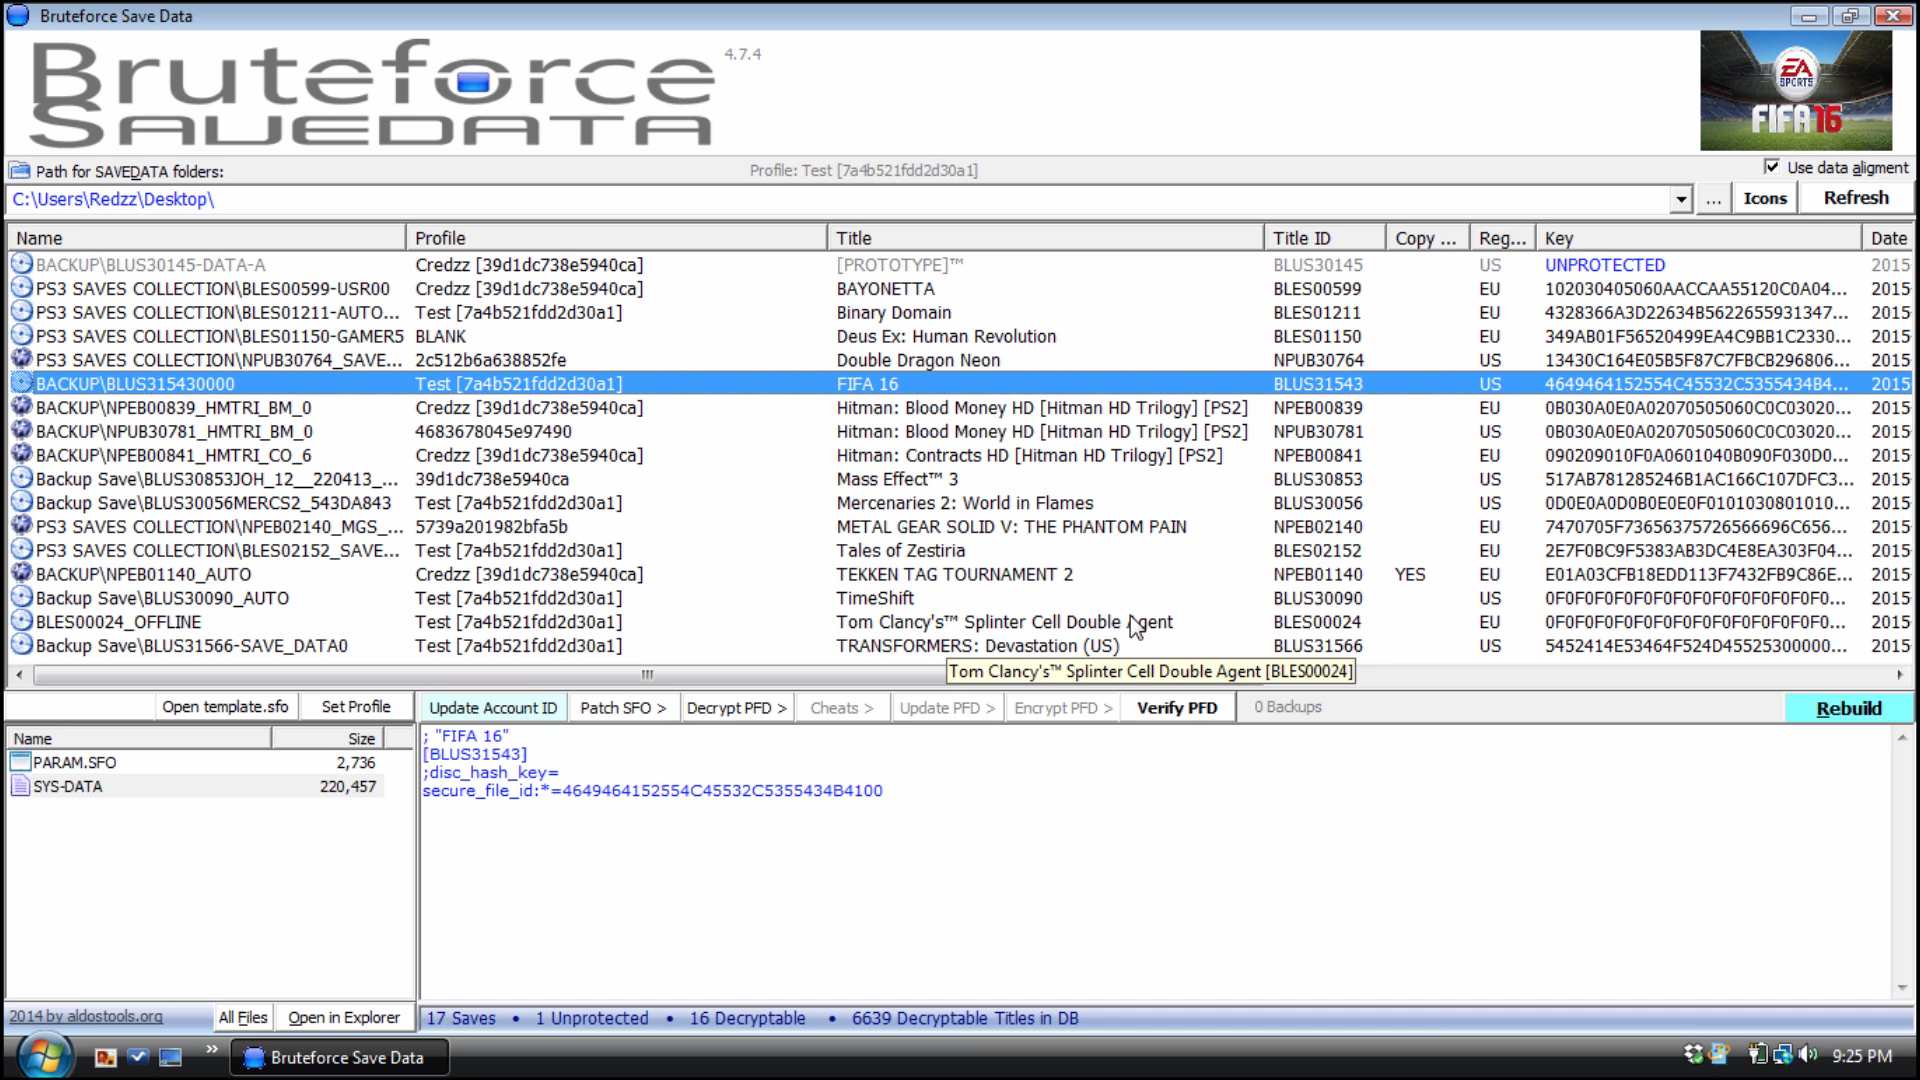 Bruteforce Save Data
Bruteforce 4.7.4
SAVEDATA
EA SPORTS
FIFA 16
Path for SAVEDATA folders:
Profile: Test [7a4b521fdd2d30a1]
Use data aligment
C:\Users\Redzz\Desktop\
... Icons Refresh
Name Profile Title Title ID Copy ... Reg... Key Date
BACKUP\BLUS30145-DATA-A Credzz [39d1dc738e5940ca] [PROTOTYPE]™ BLUS30145 US UNPROTECTED 2015
PS3 SAVES COLLECTION\BLES00599-USR00 Credzz [39d1dc738e5940ca] BAYONETTA BLES00599 EU 102030405060AACCAA55120C0A04... 2015
PS3 SAVES COLLECTION\BLES01211-AUTO... Test [7a4b521fdd2d30a1] Binary Domain BLES01211 EU 4328366A3D22634B5622655931347... 2015
PS3 SAVES COLLECTION\BLES01150-GAMER5 BLANK Deus Ex: Human Revolution BLES01150 EU 349AB01F56520499EA4C9BB1C2330... 2015
PS3 SAVES COLLECTION\NPUB30764_SAVE... 2c512b6a638852fe Double Dragon Neon NPUB30764 US 13430C164E05B5F87C7FBCB296806... 2015
BACKUP\BLUS315430000 Test [7a4b521fdd2d30a1] FIFA 16 BLUS31543 US 4649464152554C45532C5355434B4... 2015
BACKUP\NPEB00839_HMTRI_BM_0 Credzz [39d1dc738e5940ca] Hitman: Blood Money HD [Hitman HD Trilogy] [PS2] NPEB00839 EU 0B030A0E0A02070505060C0C03020... 2015
BACKUP\NPUB30781_HMTRI_BM_0 4683678045e97490 Hitman: Blood Money HD [Hitman HD Trilogy] [PS2] NPUB30781 US 0B030A0E0A02070505060C0C03020... 2015
BACKUP\NPEB00841_HMTRI_CO_6 Credzz [39d1dc738e5940ca] Hitman: Contracts HD [Hitman HD Trilogy] [PS2] NPEB00841 EU 090209010F0A0601040B090F030D0... 2015
Backup Save\BLUS30853JOH_12__220413_... 39d1dc738e5940ca Mass Effect™ 3 BLUS30853 US 517AB781285246B1AC166C107DFC3... 2015
Backup Save\BLUS30056MERCS2_543DA843 Test [7a4b521fdd2d30a1] Mercenaries 2: World in Flames BLUS30056 US 0D0E0A0D0B0E0E0F0101030801010... 2015
PS3 SAVES COLLECTION\NPEB02140_MGS_... 5739a201982bfa5b METAL GEAR SOLID V: THE PHANTOM PAIN NPEB02140 EU 7470705F73656375726566696C656... 2015
PS3 SAVES COLLECTION\BLES02152_SAVE... Test [7a4b521fdd2d30a1] Tales of Zestiria BLES02152 EU 2E7F0BC9F5383AB3DC4E8EA303F04... 2015
BACKUP\NPEB01140_AUTO Credzz [39d1dc738e5940ca] TEKKEN TAG TOURNAMENT 2 NPEB01140 YES EU E01A03CFB18EDD113F7432FB9C86E... 2015
Backup Save\BLUS30090_AUTO Test [7a4b521fdd2d30a1] TimeShift BLUS30090 US 0F0F0F0F0F0F0F0F0F0F0F0F0F0F0... 2015
BLES00024_OFFLINE Test [7a4b521fdd2d30a1] Tom Clancy's™ Splinter Cell Double Agent BLES00024 EU 0F0F0F0F0F0F0F0F0F0F0F0F0F0F0... 2015
Backup Save\BLUS31566-SAVE_DATA0 Test [7a4b521fdd2d30a1] TRANSFORMERS: Devastation (US) BLUS31566 US 5452414E53464F524D45525300000... 2015
Tom Clancy's™ Splinter Cell Double Agent [BLES00024]
Open template.sfo Set Profile Update Account ID Patch SFO > Decrypt PFD > Cheats > Update PFD > Encrypt PFD > Verify PFD 0 Backups Rebuild
Name Size
PARAM.SFO 2,736
SYS-DATA 220,457
; "FIFA 16"
[BLUS31543]
;disc_hash_key=
secure_file_id:*=4649464152554C45532C5355434B4100
2014 by aldostools.org All Files Open in Explorer 17 Saves • 1 Unprotected • 16 Decryptable • 6639 Decryptable Titles in DB
» Bruteforce Save Data 9:25 PM